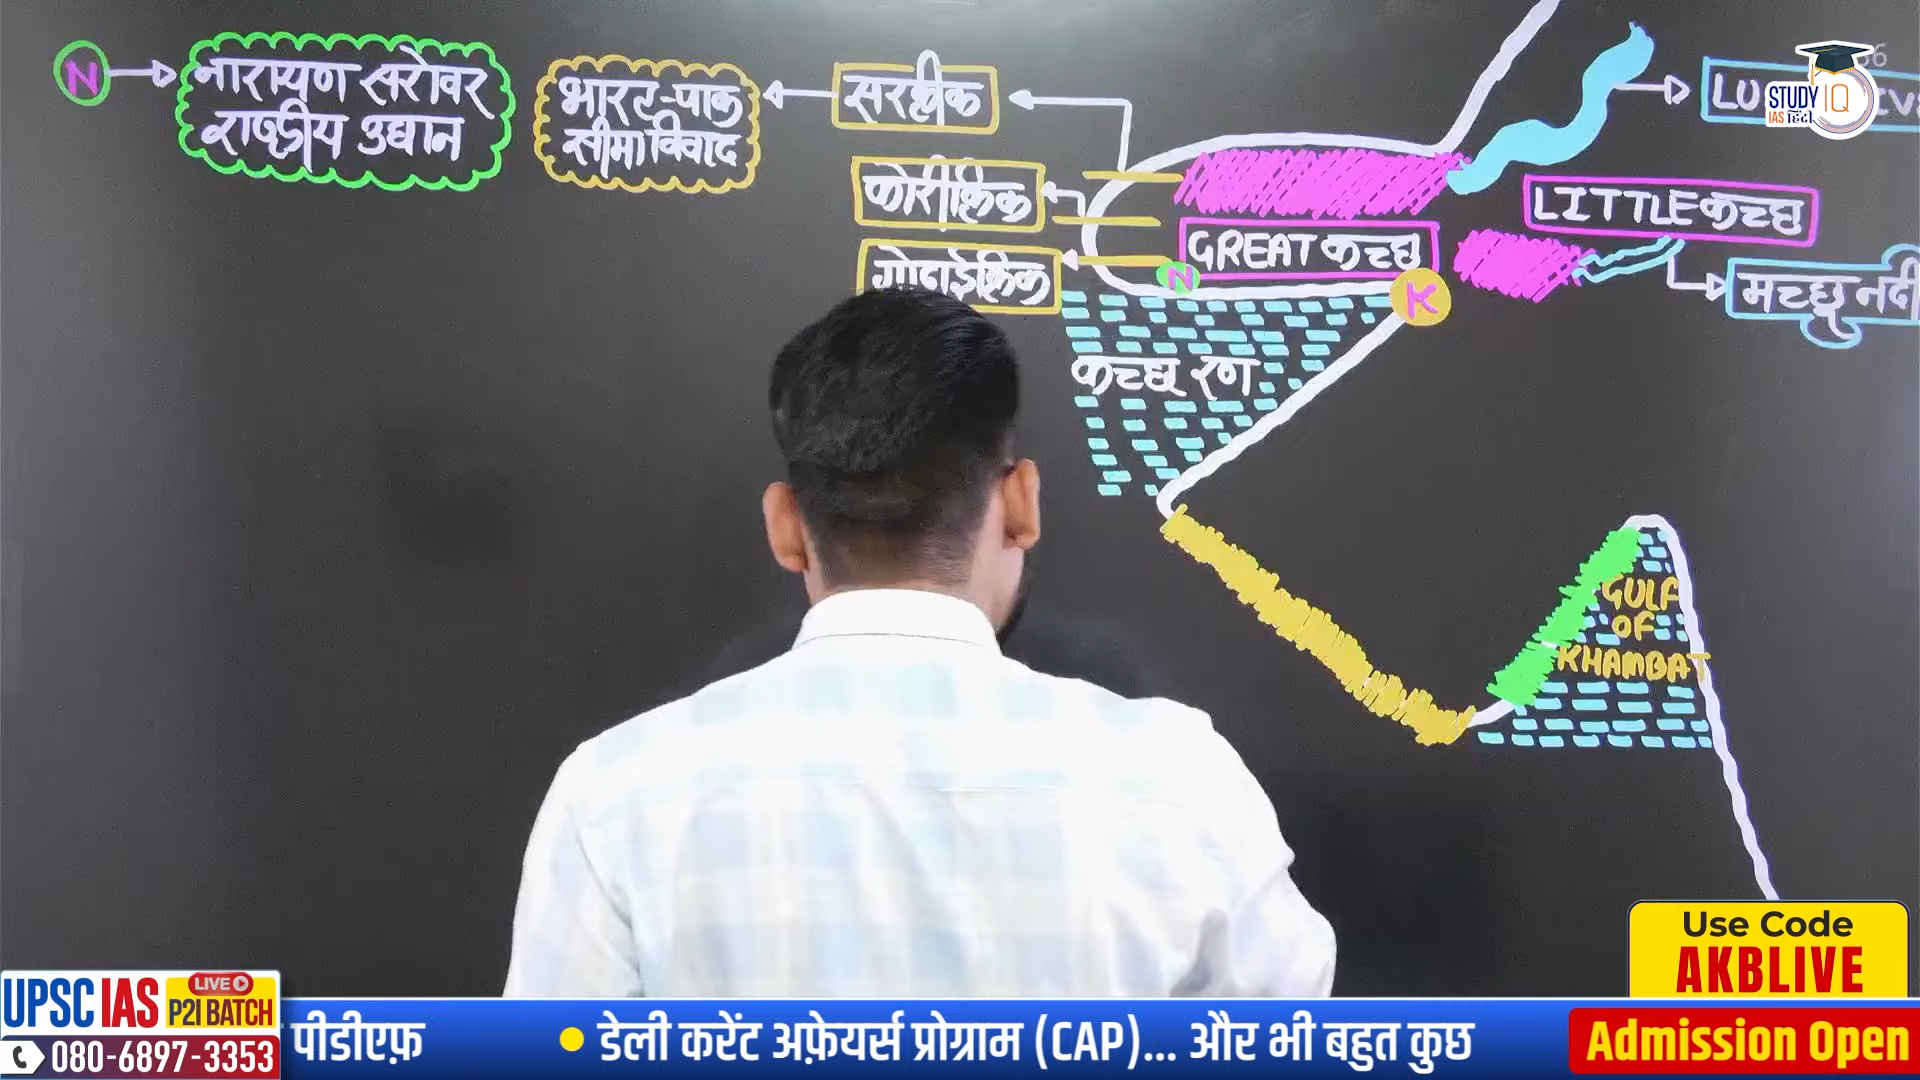 N
नारायण सरोवर
राष्ट्रीय उद्यान
भारत-पाक
सीमा विवाद
सरक्रीक
कोरीक्रिक
गोडाईक्रिक
GREAT कच्छ
N
K
LITTLE कच्छ
मच्छू नदी
कच्छ रण
GULF
OF
KHAMBAT
STUDY IQ
IAS हिंदी
Use Code
AKBLIVE
UPSC IAS
LIVE
P2I BATCH
080-6897-3353
पीडीएफ़
डेली करेंट अफ़ेयर्स प्रोग्राम (CAP)... और भी बहुत कुछ
Admission Open